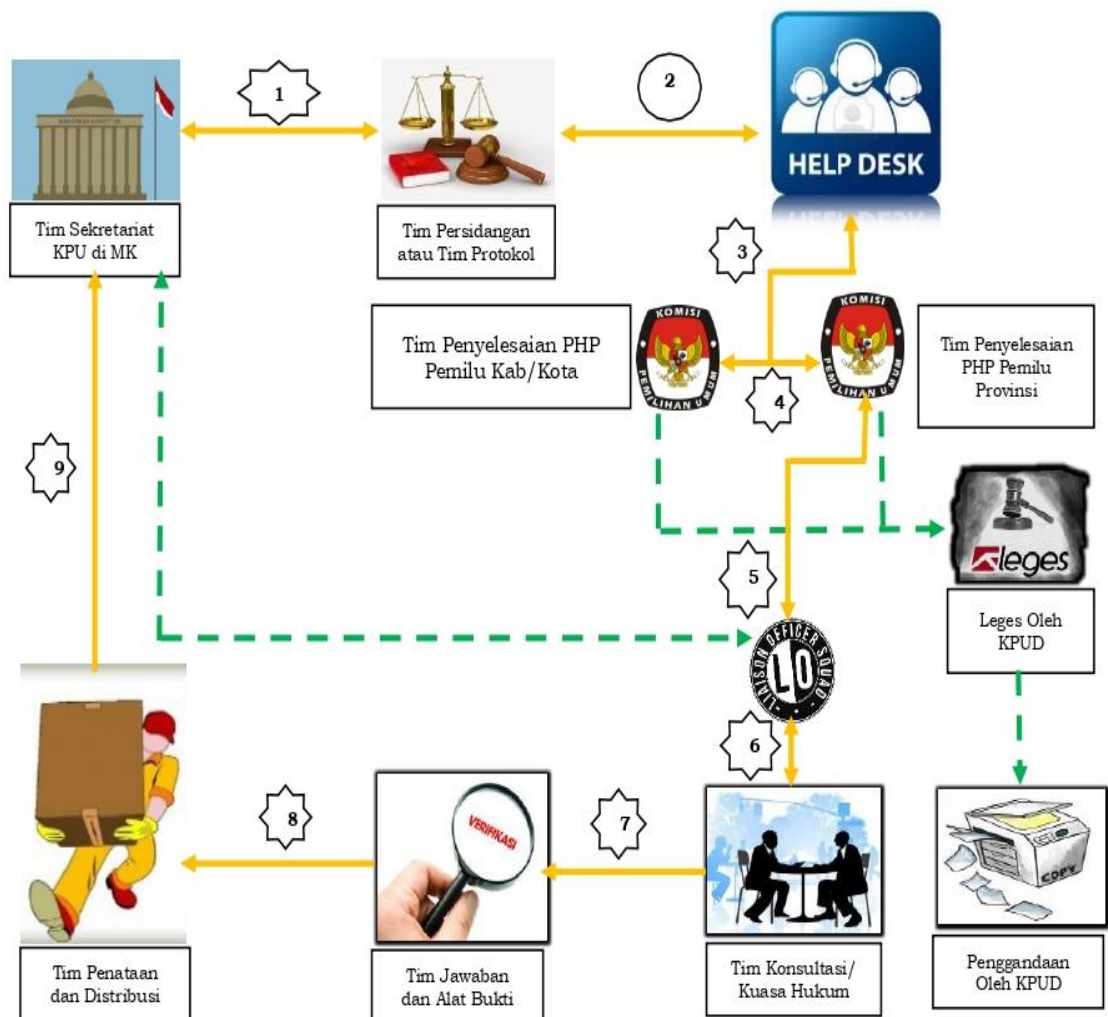 1
2
HELP DESK
Tim Sekretariat
KPU di MK
Tim Persidangan
atau Tim Protokol
3
Tim Penyelesaian PHP
Pemilu Kab/Kota
KOMISI
PEMILIHAN UMUM
KOMISI
PEMILIHAN UMUM
Tim Penyelesaian
PHP Pemilu
Provinsi
4
9
leges
5
Leges Oleh
KPUD
LIAISON OFFICER SQUAD
LO
6
VERIFIKASI
8
7
COPY
Tim Penataan
dan Distribusi
Tim Jawaban
dan Alat Bukti
Tim Konsultasi/
Kuasa Hukum
Penggandaan
Oleh KPUD